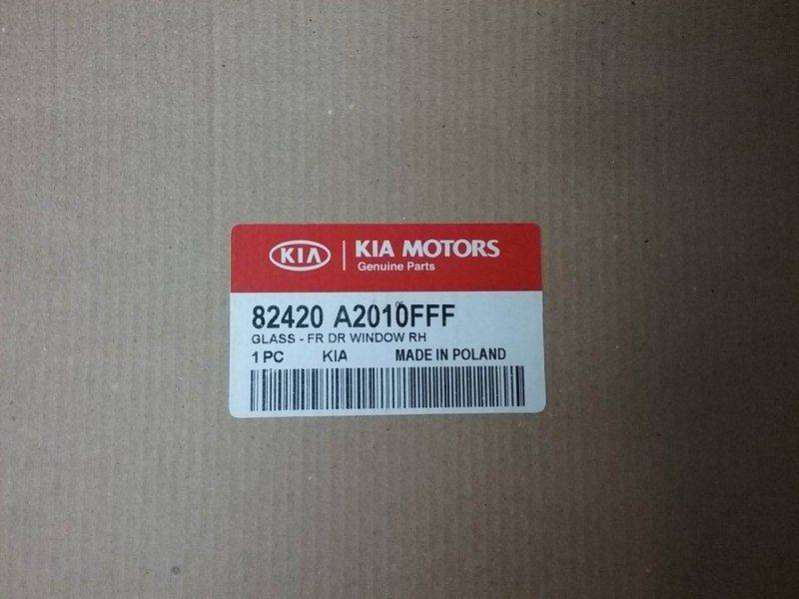 KIA
KIA MOTORS
Genuine Parts
82420 A2010FFF
GLASS - FR DR WINDOW RH
1 PC KIA MADE IN POLAND